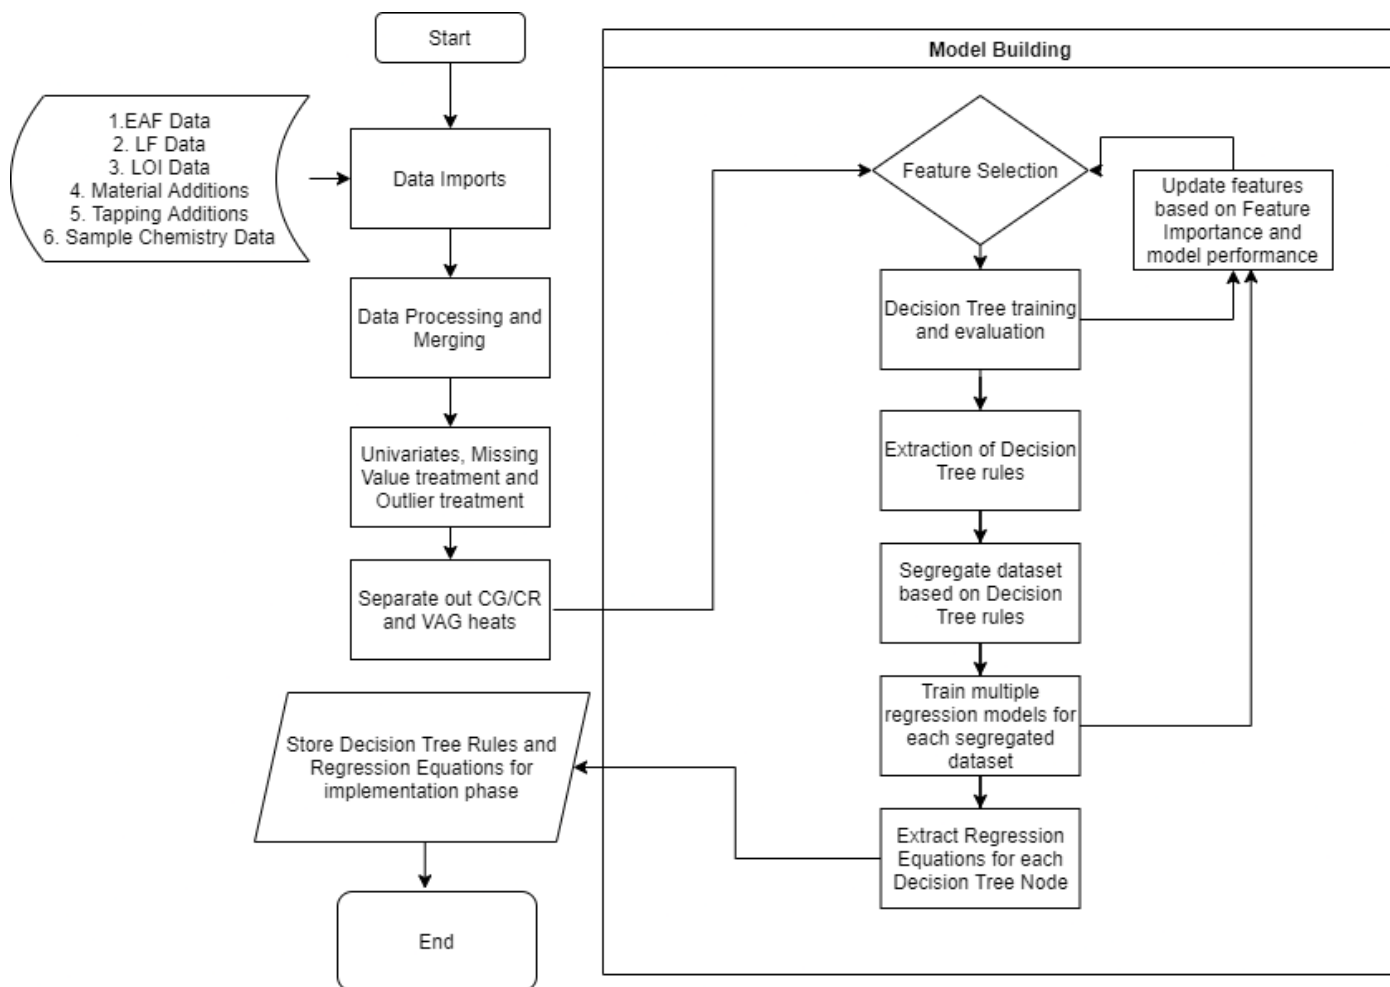 Start
Model Building
1.EAF Data
2. LF Data
3. LOI Data
4. Material Additions
5. Tapping Additions
6. Sample Chemistry Data
Data Imports
Data Processing and
Merging
Univariates, Missing
Value treatment and
Outlier treatment
Separate out CG/CR
and VAG heats
Feature Selection
Update features
based on Feature
Importance and
model performance
Decision Tree training
and evaluation
Extraction of Decision
Tree rules
Segregate dataset
based on Decision
Tree rules
Train multiple
regression models for
each segregated
dataset
Extract Regression
Equations for each
Decision Tree Node
Store Decision Tree Rules and
Regression Equations for
implementation phase
End